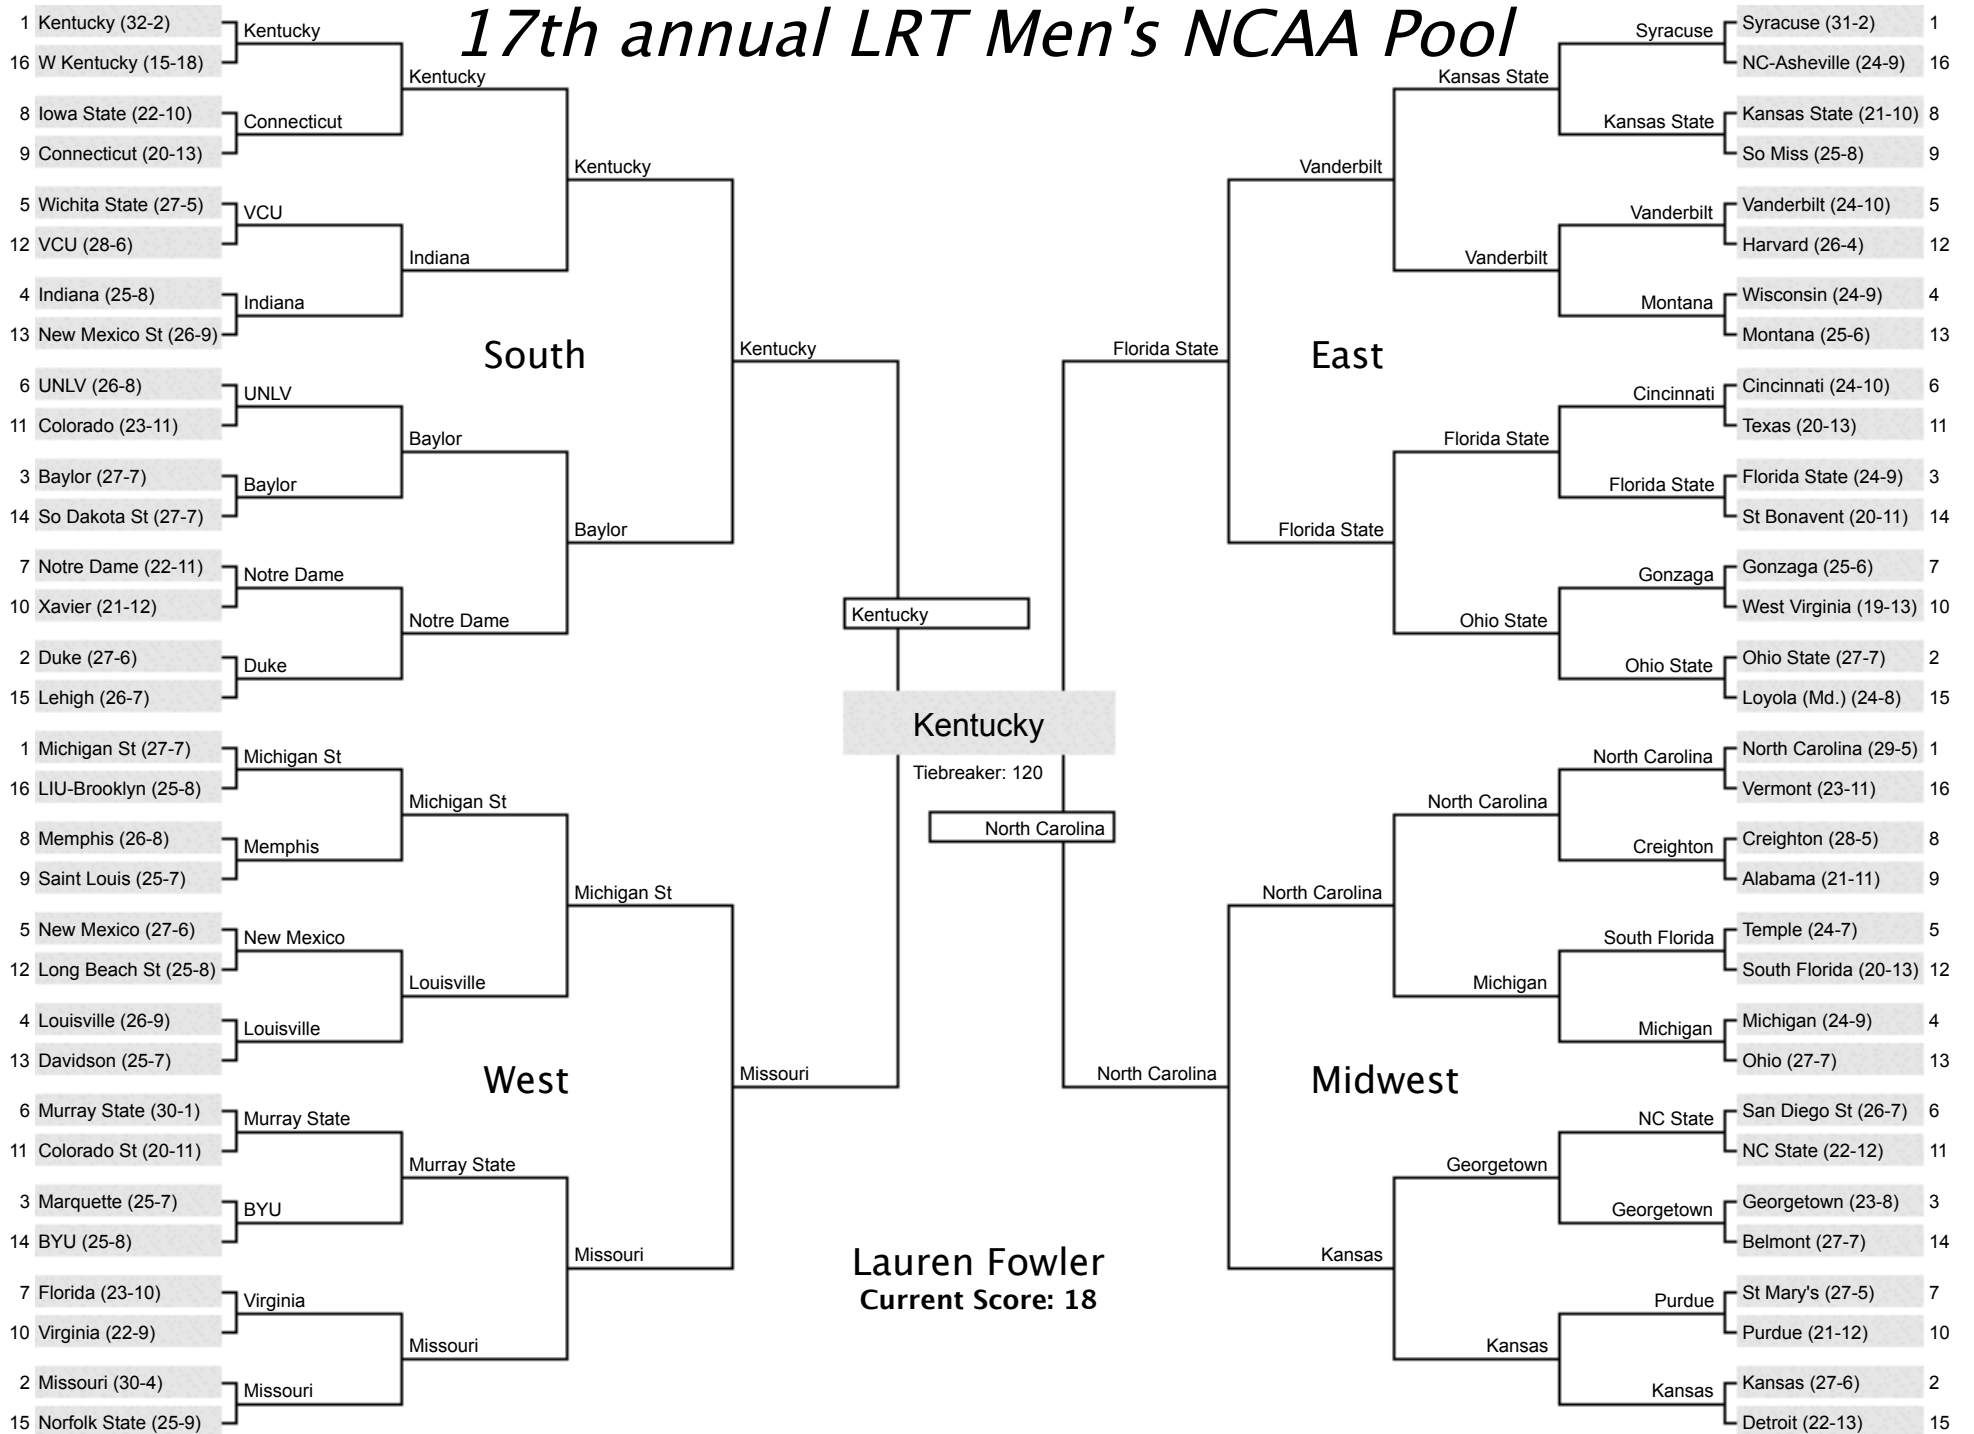 17th annual LRT Men's NCAA Pool
1 Kentucky (32-2)
16 W Kentucky (15-18)
8 Iowa State (22-10)
9 Connecticut (20-13)
5 Wichita State (27-5)
12 VCU (28-6)
4 Indiana (25-8)
13 New Mexico St (26-9)
6 UNLV (26-8)
11 Colorado (23-11)
3 Baylor (27-7)
14 So Dakota St (27-7)
7 Notre Dame (22-11)
10 Xavier (21-12)
2 Duke (27-6)
15 Lehigh (26-7)
1 Michigan St (27-7)
16 LIU-Brooklyn (25-8)
8 Memphis (26-8)
9 Saint Louis (25-7)
5 New Mexico (27-6)
12 Long Beach St (25-8)
4 Louisville (26-9)
13 Davidson (25-7)
6 Murray State (30-1)
11 Colorado St (20-11)
3 Marquette (25-7)
14 BYU (25-8)
7 Florida (23-10)
10 Virginia (22-9)
2 Missouri (30-4)
15 Norfolk State (25-9)
Kentucky
Connecticut
VCU
Indiana
UNLV
Baylor
Notre Dame
Duke
Michigan St
Memphis
New Mexico
Louisville
Murray State
BYU
Virginia
Missouri
Kentucky
Indiana
Baylor
Notre Dame
Michigan St
Louisville
Murray State
Missouri
Kentucky
Baylor
Michigan St
Missouri
South
West
Kentucky
Missouri
Kentucky
Kentucky
Tiebreaker: 120
North Carolina
Lauren Fowler
Current Score: 18
Florida State
North Carolina
East
Midwest
Vanderbilt
Florida State
North Carolina
Kansas
Kansas State
Vanderbilt
Florida State
Ohio State
North Carolina
Michigan
Georgetown
Kansas
Syracuse
Kansas State
Vanderbilt
Montana
Cincinnati
Florida State
Gonzaga
Ohio State
North Carolina
Creighton
South Florida
Michigan
NC State
Georgetown
Purdue
Kansas
Syracuse (31-2) 1
NC-Asheville (24-9) 16
Kansas State (21-10) 8
So Miss (25-8) 9
Vanderbilt (24-10) 5
Harvard (26-4) 12
Wisconsin (24-9) 4
Montana (25-6) 13
Cincinnati (24-10) 6
Texas (20-13) 11
Florida State (24-9) 3
St Bonavent (20-11) 14
Gonzaga (25-6) 7
West Virginia (19-13) 10
Ohio State (27-7) 2
Loyola (Md.) (24-8) 15
North Carolina (29-5) 1
Vermont (23-11) 16
Creighton (28-5) 8
Alabama (21-11) 9
Temple (24-7) 5
South Florida (20-13) 12
Michigan (24-9) 4
Ohio (27-7) 13
San Diego St (26-7) 6
NC State (22-12) 11
Georgetown (23-8) 3
Belmont (27-7) 14
St Mary's (27-5) 7
Purdue (21-12) 10
Kansas (27-6) 2
Detroit (22-13) 15